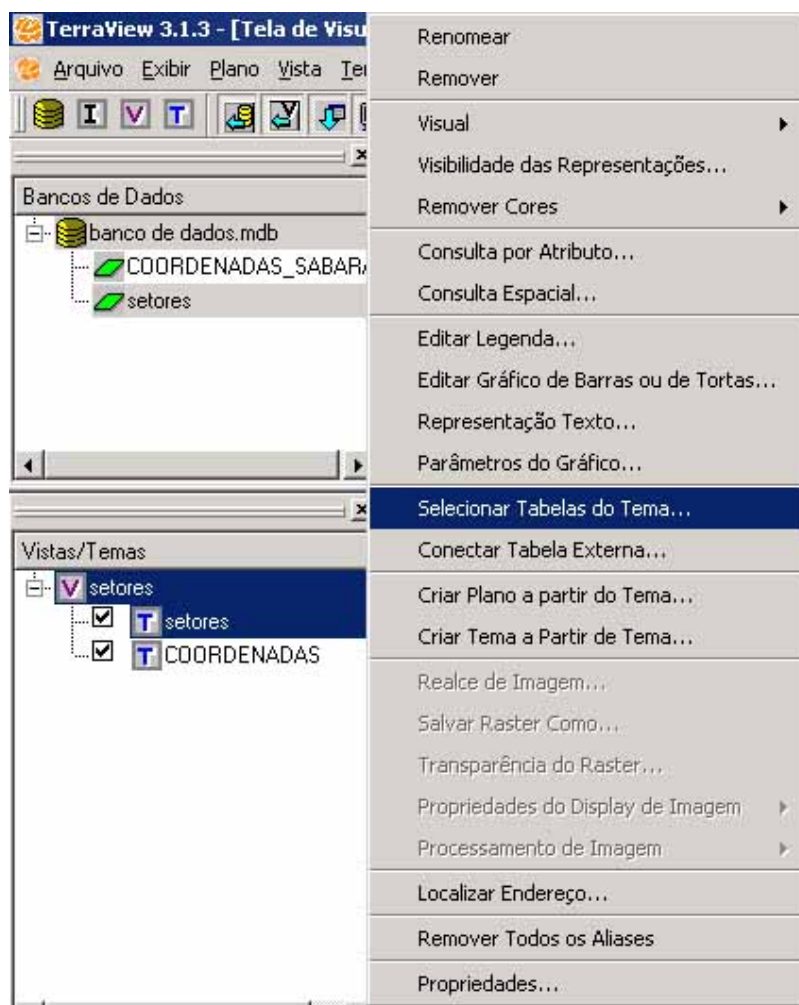 TerraView 3.1.3 - [Tela de Visu
Arquivo Exibir Plano Vista Te
I V T
Bancos de Dados
banco de dados.mdb
COORDENADAS_SABARA
setores
Vistas/Temas
V setores
T setores
T COORDENADAS
Renomear
Remover
Visual
Visibilidade das Representações...
Remover Cores
Consulta por Atributo...
Consulta Espacial...
Editar Legenda...
Editar Gráfico de Barras ou de Tortas...
Representação Texto...
Parâmetros do Gráfico...
Selecionar Tabelas do Tema...
Conectar Tabela Externa...
Criar Plano a partir do Tema...
Criar Tema a Partir de Tema...
Realce de Imagem...
Salvar Raster Como...
Transparência do Raster...
Propriedades do Display de Imagem
Processamento de Imagem
Localizar Endereço...
Remover Todos os Aliases
Propriedades...